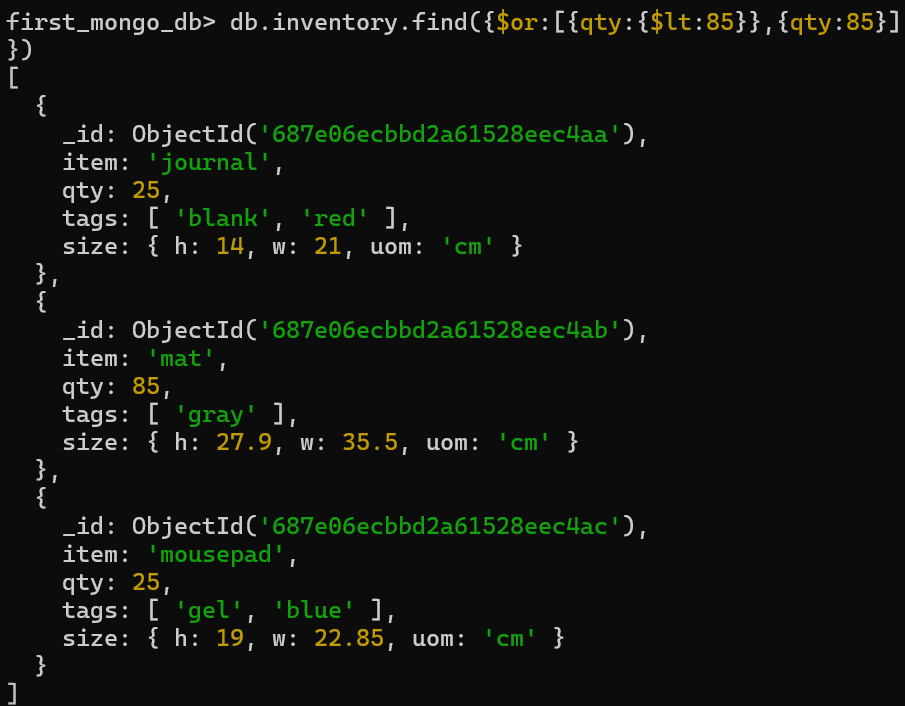 first_mongo_db> db.inventory.find({$or:[{qty:{$lt:85}},{qty:85}]
})
[
  {
    _id: ObjectId('687e06ecbbd2a61528eec4aa'),
    item: 'journal',
    qty: 25,
    tags: [ 'blank', 'red' ],
    size: { h: 14, w: 21, uom: 'cm' }
  },
  {
    _id: ObjectId('687e06ecbbd2a61528eec4ab'),
    item: 'mat',
    qty: 85,
    tags: [ 'gray' ],
    size: { h: 27.9, w: 35.5, uom: 'cm' }
  },
  {
    _id: ObjectId('687e06ecbbd2a61528eec4ac'),
    item: 'mousepad',
    qty: 25,
    tags: [ 'gel', 'blue' ],
    size: { h: 19, w: 22.85, uom: 'cm' }
  }
]